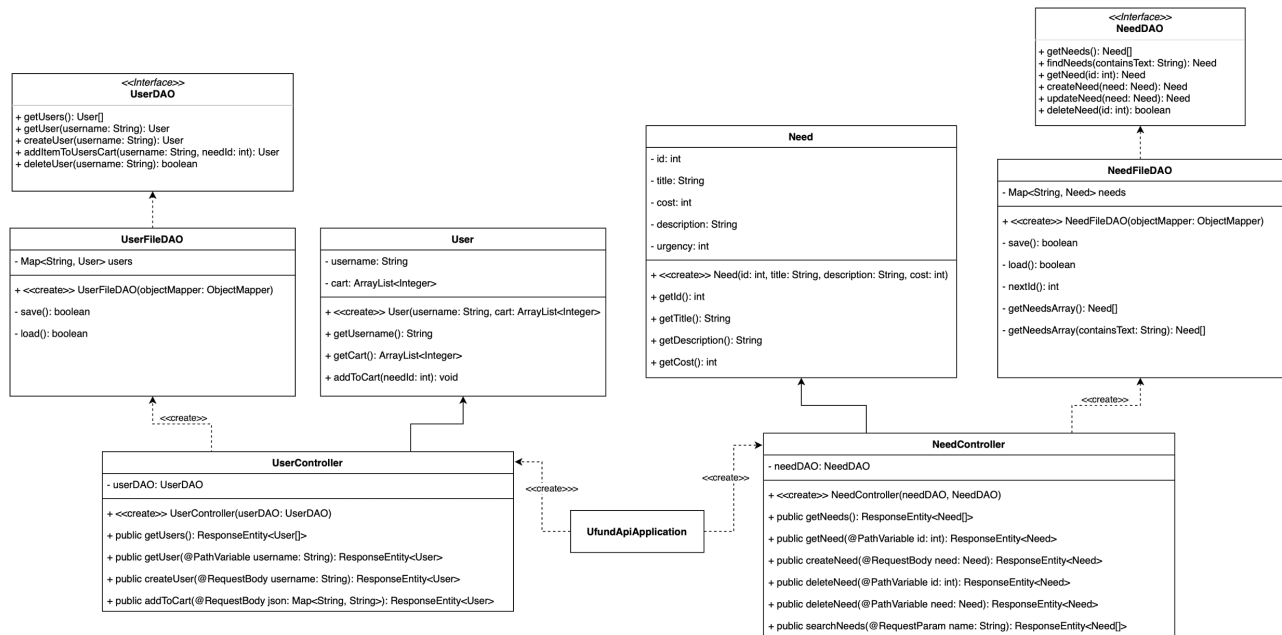 <<Interface>>
NeedDAO
+ getNeeds(): Need[]
+ findNeeds(containsText: String): Need
+ getNeed(id: int): Need
+ createNeed(need: Need): Need
+ updateNeed(need: Need): Need
+ deleteNeed(id: int): boolean
<<Interface>>
UserDAO
+ getUsers(): User[]
+ getUser(username: String): User
+ createUser(username: String): User
+ addItemToUsersCart(username: String, needId: int): User
+ deleteUser(username: String): boolean
Need
- id: int
- title: String
- cost: int
- description: String
- urgency: int
+ <<create>> Need(id: int, title: String, description: String, cost: int)
+ getId(): int
+ getTitle(): String
+ getDescription(): String
+ getCost(): int
NeedFileDAO
- Map<String, Need> needs
+ <<create>> NeedFileDAO(objectMapper: ObjectMapper)
- save(): boolean
- load(): boolean
- nextId(): int
- getNeedsArray(): Need[]
- getNeedsArray(containsText: String): Need[]
UserFileDAO
- Map<String, User> users
+ <<create>> UserFileDAO(objectMapper: ObjectMapper)
- save(): boolean
- load(): boolean
User
- username: String
- cart: ArrayList<Integer>
+ <<create>> User(username: String, cart: ArrayList<Integer>
+ getUsername(): String
+ getCart(): ArrayList<Integer>
+ addToCart(needId: int): void
<<create>>
<<create>>
UserController
- userDAO: UserDAO
+ <<create>> UserController(userDAO: UserDAO)
+ public getUsers(): ResponseEntity<User[]>
+ public getUser(@PathVariable username: String): ResponseEntity<User>
+ public createUser(@RequestBody username: String): ResponseEntity<User>
+ public addToCart(@RequestBody json: Map<String, String>): ResponseEntity<User>
<<create>>>
<<create>>
UfundApiApplication
NeedController
- needDAO: NeedDAO
+ <<create>> NeedController(needDAO, NeedDAO)
+ public getNeeds(): ResponseEntity<Need[]>
+ public getNeed(@PathVariable id: int): ResponseEntity<Need>
+ public createNeed(@RequestBody need: Need): ResponseEntity<Need>
+ public deleteNeed(@PathVariable id: int): ResponseEntity<Need>
+ public deleteNeed(@PathVariable need: Need): ResponseEntity<Need>
+ public searchNeeds(@RequestParam name: String): ResponseEntity<Need[]>